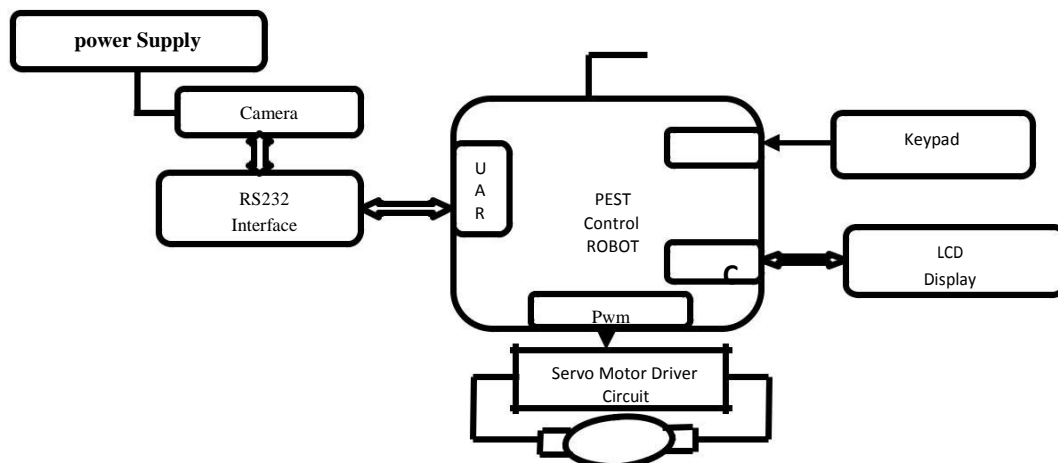 power Supply
Camera
RS232
Interface
U
A
R
PEST
Control
ROBOT
C
Pwm
Keypad
LCD
Display
Servo Motor Driver
Circuit